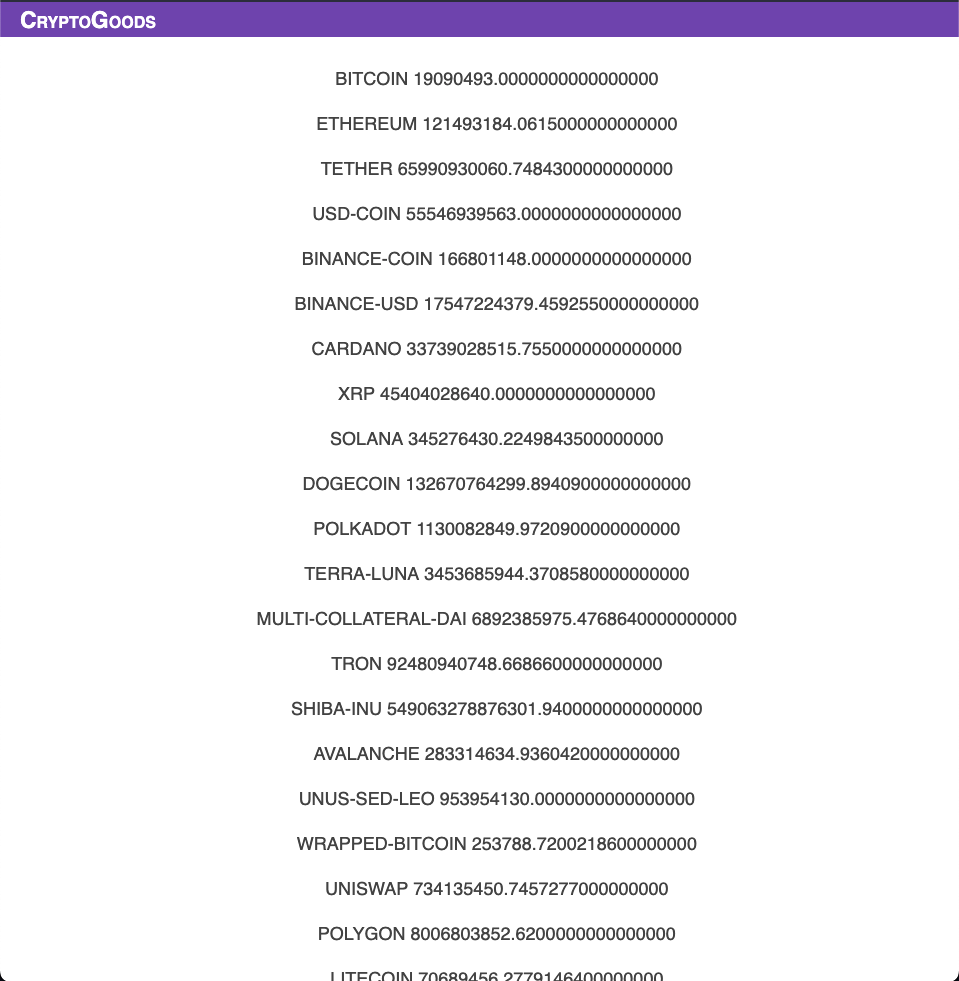 CryptoGoods
BITCOIN 19090493.0000000000000000
ETHEREUM 121493184.0615000000000000
TETHER 65990930060.7484300000000000
USD-COIN 55546939563.0000000000000000
BINANCE-COIN 166801148.0000000000000000
BINANCE-USD 17547224379.4592550000000000
CARDANO 33739028515.7550000000000000
XRP 45404028640.0000000000000000
SOLANA 345276430.2249843500000000
DOGECOIN 132670764299.8940900000000000
POLKADOT 1130082849.9720900000000000
TERRA-LUNA 3453685944.3708580000000000
MULTI-COLLATERAL-DAI 6892385975.4768640000000000
TRON 92480940748.6686600000000000
SHIBA-INU 549063278876301.9400000000000000
AVALANCHE 283314634.9360420000000000
UNUS-SED-LEO 953954130.0000000000000000
WRAPPED-BITCOIN 253788.7200218600000000
UNISWAP 734135450.7457277000000000
POLYGON 8006803852.6200000000000000
LITECOIN 70689456.2779146400000000